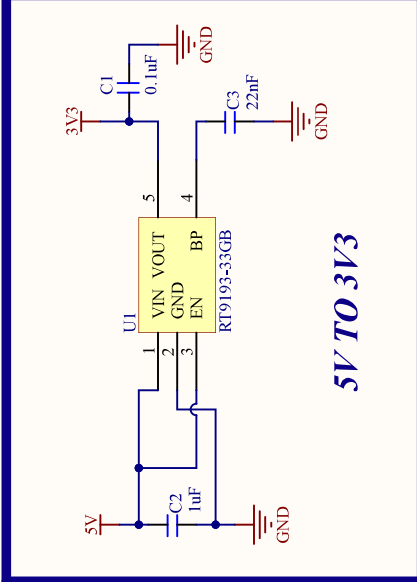 5V
C2
1uF
GND
U1
1
2
3
VIN VOUT
GND
EN
BP
RT9193-33GB
5
4
3V3
C1
0.1uF
GND
C3
22nF
GND
5V TO 3V3